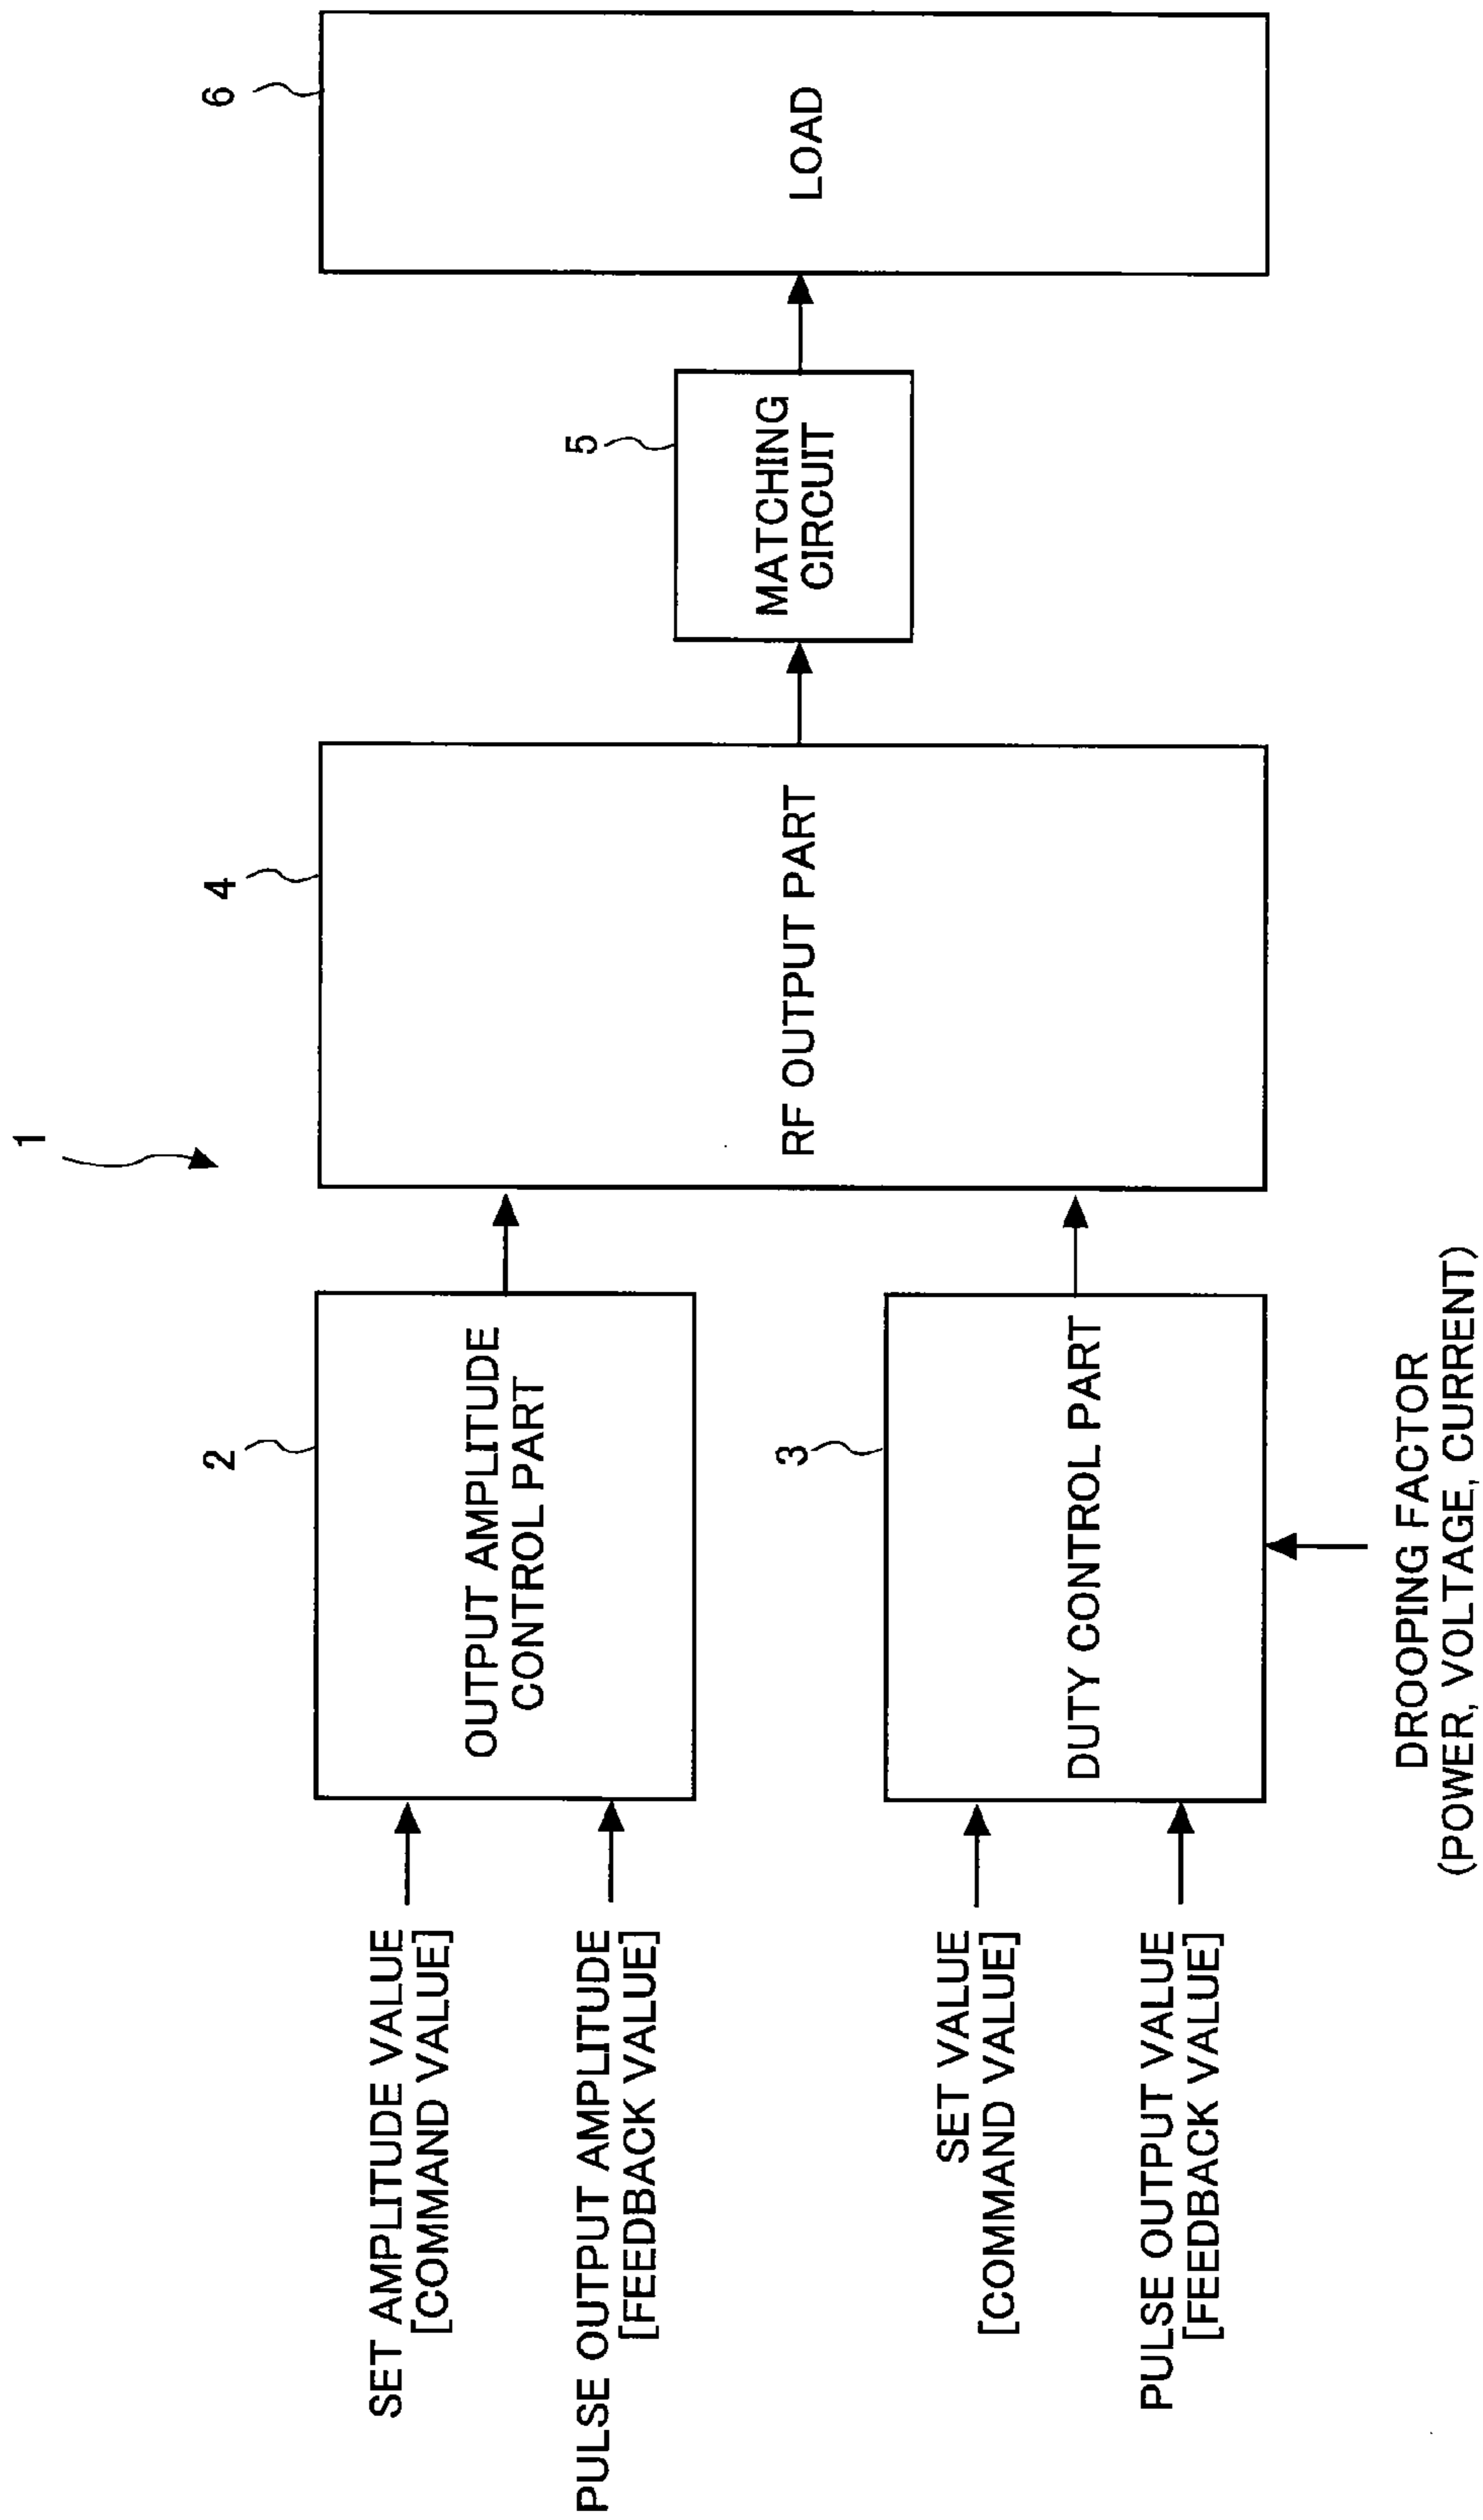 1
SET AMPLITUDE VALUE
[COMMAND VALUE]
PULSE OUTPUT AMPLITUDE
[FEEDBACK VALUE]
2
OUTPUT AMPLITUDE
CONTROL PART
SET VALUE
[COMMAND VALUE]
PULSE OUTPUT VALUE
[FEEDBACK VALUE]
3
DUTY CONTROL PART
DROOPING FACTOR
(POWER, VOLTAGE, CURRENT)
4
RF OUTPUT PART
5
MATCHING
CIRCUIT
6
LOAD